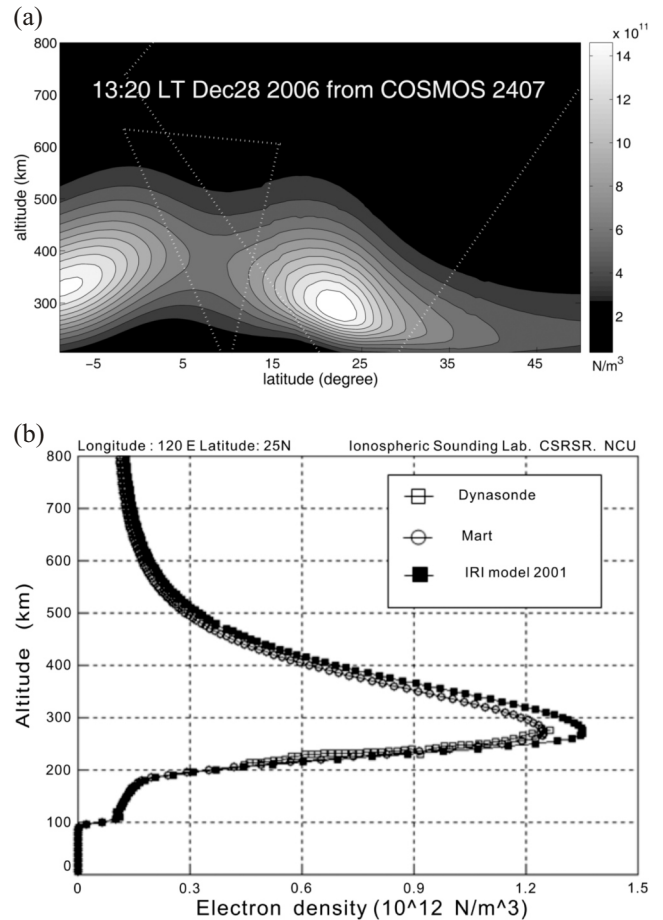 (a)
x 10^11
800
700
600
500
400
300
altitude (km)
13:20 LT Dec28 2006 from COSMOS 2407
14
12
10
8
6
4
2
N/m³
-5 5 15 25 35 45
latitude (degree)
(b)
Longitude : 120 E Latitude: 25N Ionospheric Sounding Lab. CSRSR. NCU
800
700
600
500
400
300
200
100
0
Altitude (km)
Dynasonde
Mart
IRI model 2001
0 0.3 0.6 0.9 1.2 1.5
Electron density (10^12 N/m^3)